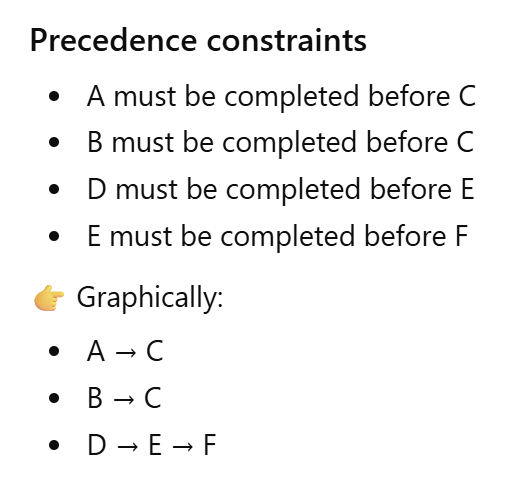 Precedence constraints
• A must be completed before C
• B must be completed before C
• D must be completed before E
• E must be completed before F
👉 Graphically:
• A → C
• B → C
• D → E → F